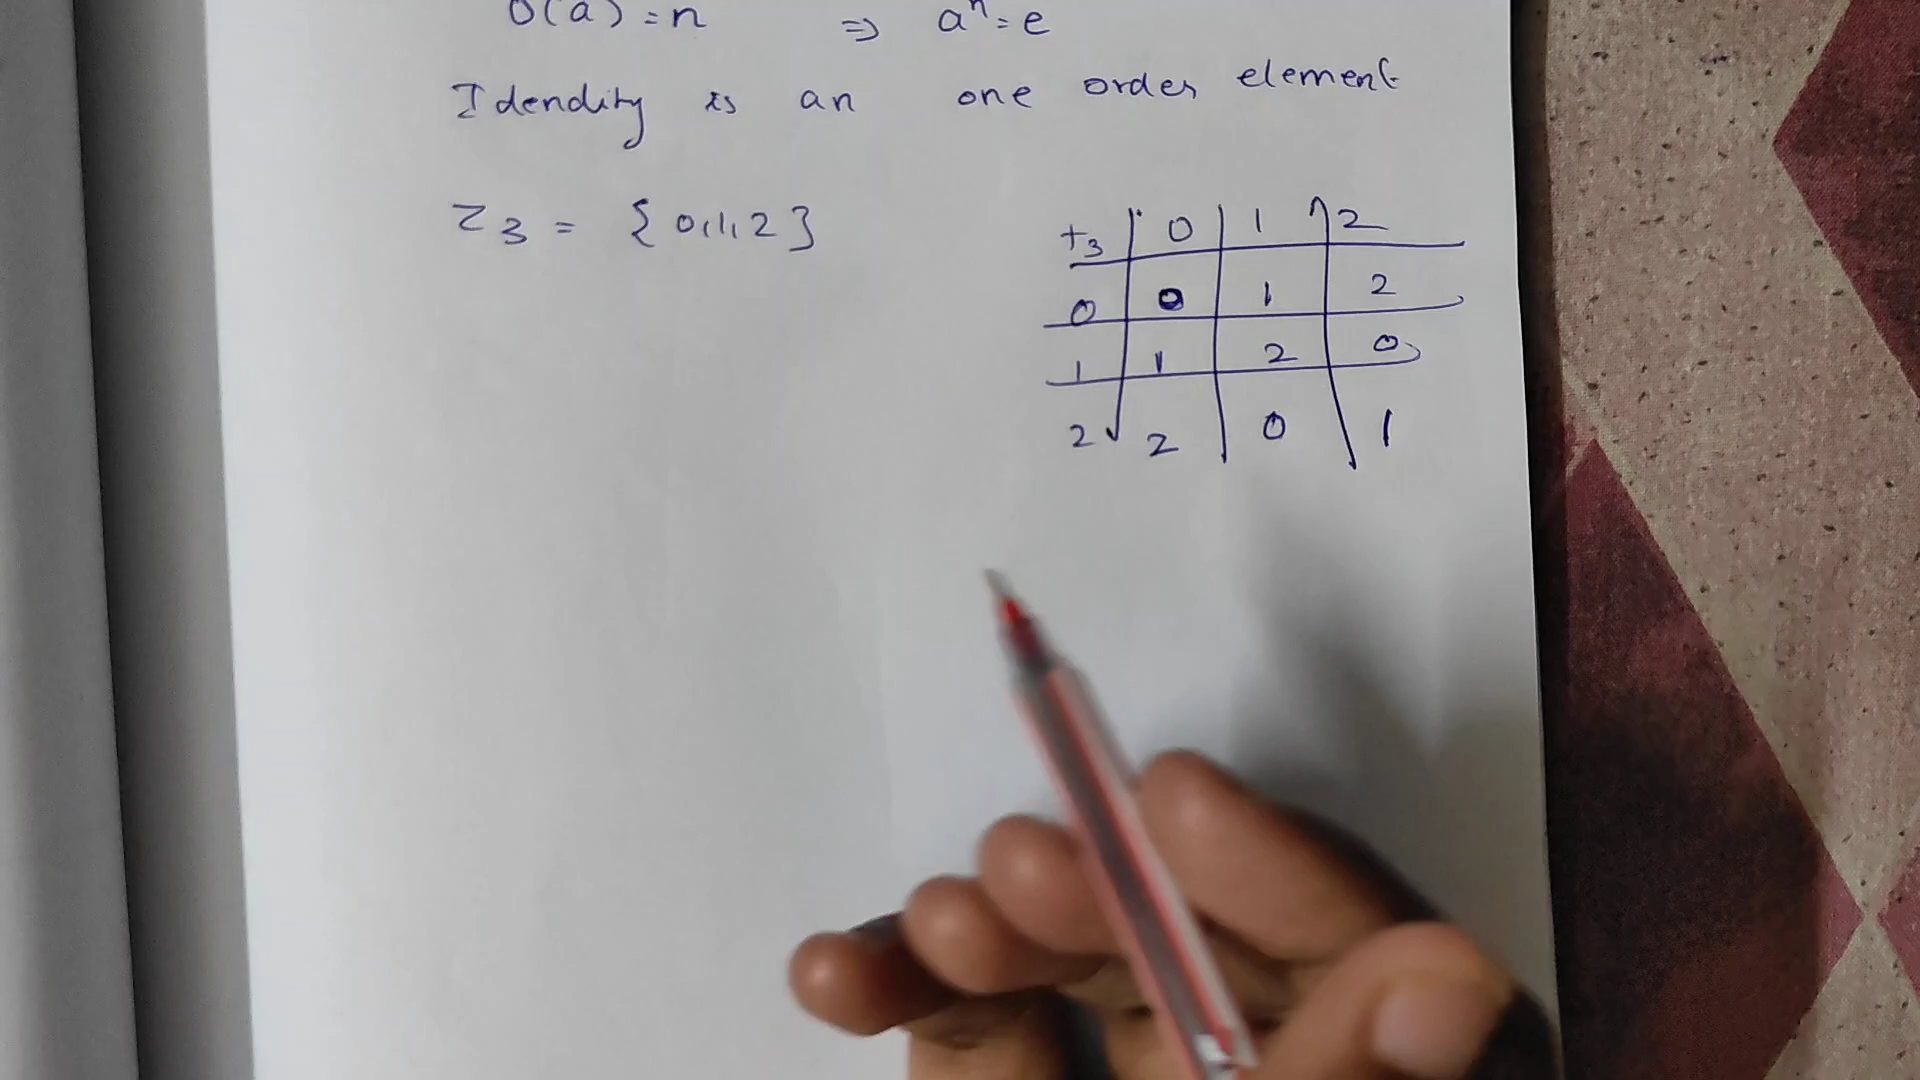 O(a) = n ⇒ aⁿ = e
Idendity is an one order element
Z₃ = {0,1,2}
+₃ 0 1 2
0 0 1 2
1 1 2 0
2 2 0 1